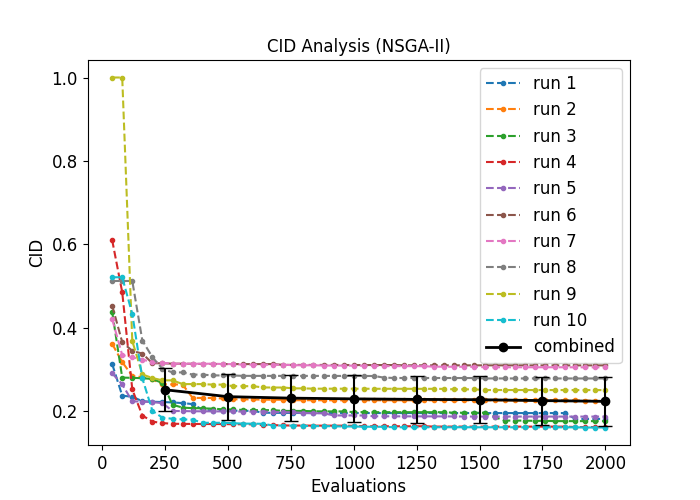 CID Analysis (NSGA-II)
CID
1.0
0.8
0.6
0.4
0.2
0
250
500
750
1000
1250
1500
1750
2000
Evaluations
run 1
run 2
run 3
run 4
run 5
run 6
run 7
run 8
run 9
run 10
combined